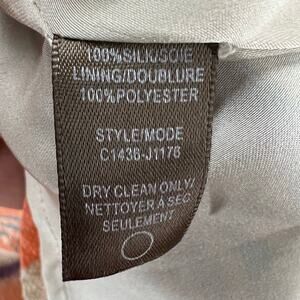 100%SILK/SOIE
LINING/DOUBLURE
100%POLYESTER
STYLE/MODE
C1436-J1176
DRY CLEAN ONLY/
NETTOYER A SEC
SEULEMENT